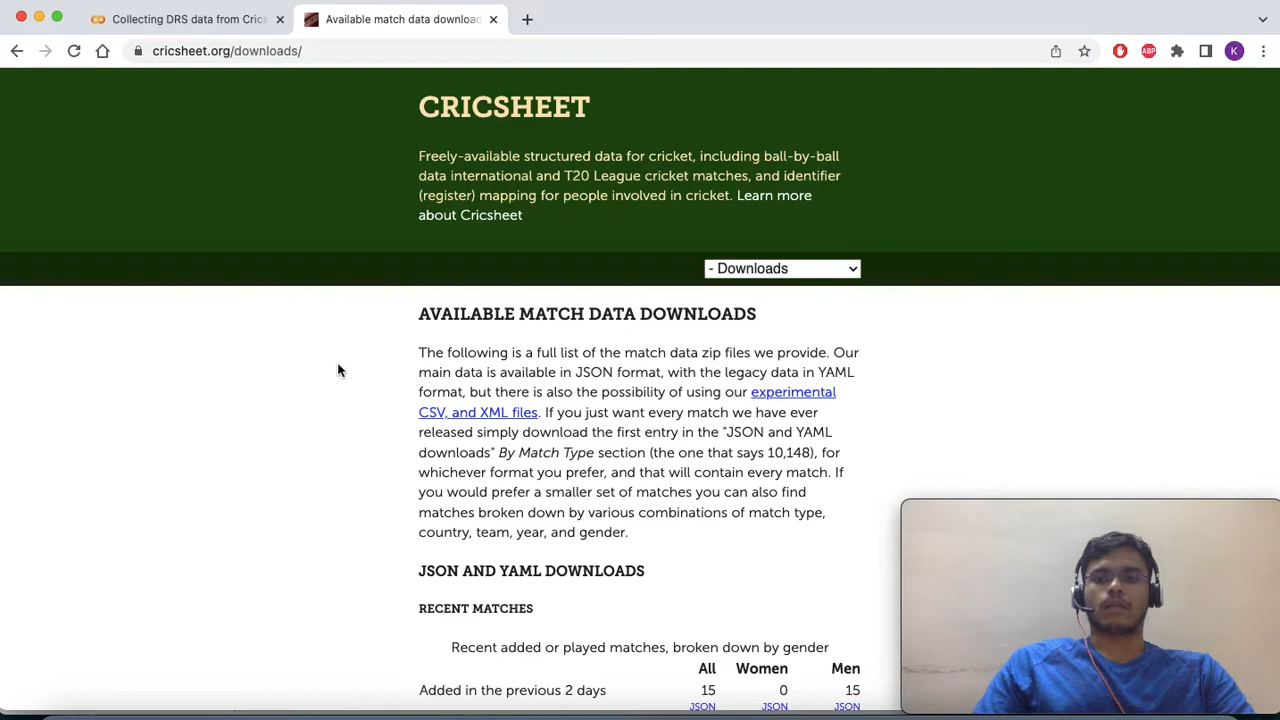 Collecting DRS data from Crics
Available match data download
cricsheet.org/downloads/
ABP
K
CRICSHEET
Freely-available structured data for cricket, including ball-by-ball
data international and T20 League cricket matches, and identifier
(register) mapping for people involved in cricket. Learn more
about Cricsheet
- Downloads
AVAILABLE MATCH DATA DOWNLOADS
The following is a full list of the match data zip files we provide. Our
main data is available in JSON format, with the legacy data in YAML
format, but there is also the possibility of using our experimental
CSV, and XML files. If you just want every match we have ever
released simply download the first entry in the "JSON and YAML
downloads" By Match Type section (the one that says 10,148), for
whichever format you prefer, and that will contain every match. If
you would prefer a smaller set of matches you can also find
matches broken down by various combinations of match type,
country, team, year, and gender.
JSON AND YAML DOWNLOADS
RECENT MATCHES
Recent added or played matches, broken down by gender
All Women Men
Added in the previous 2 days 15 0 15
JSON JSON JSON